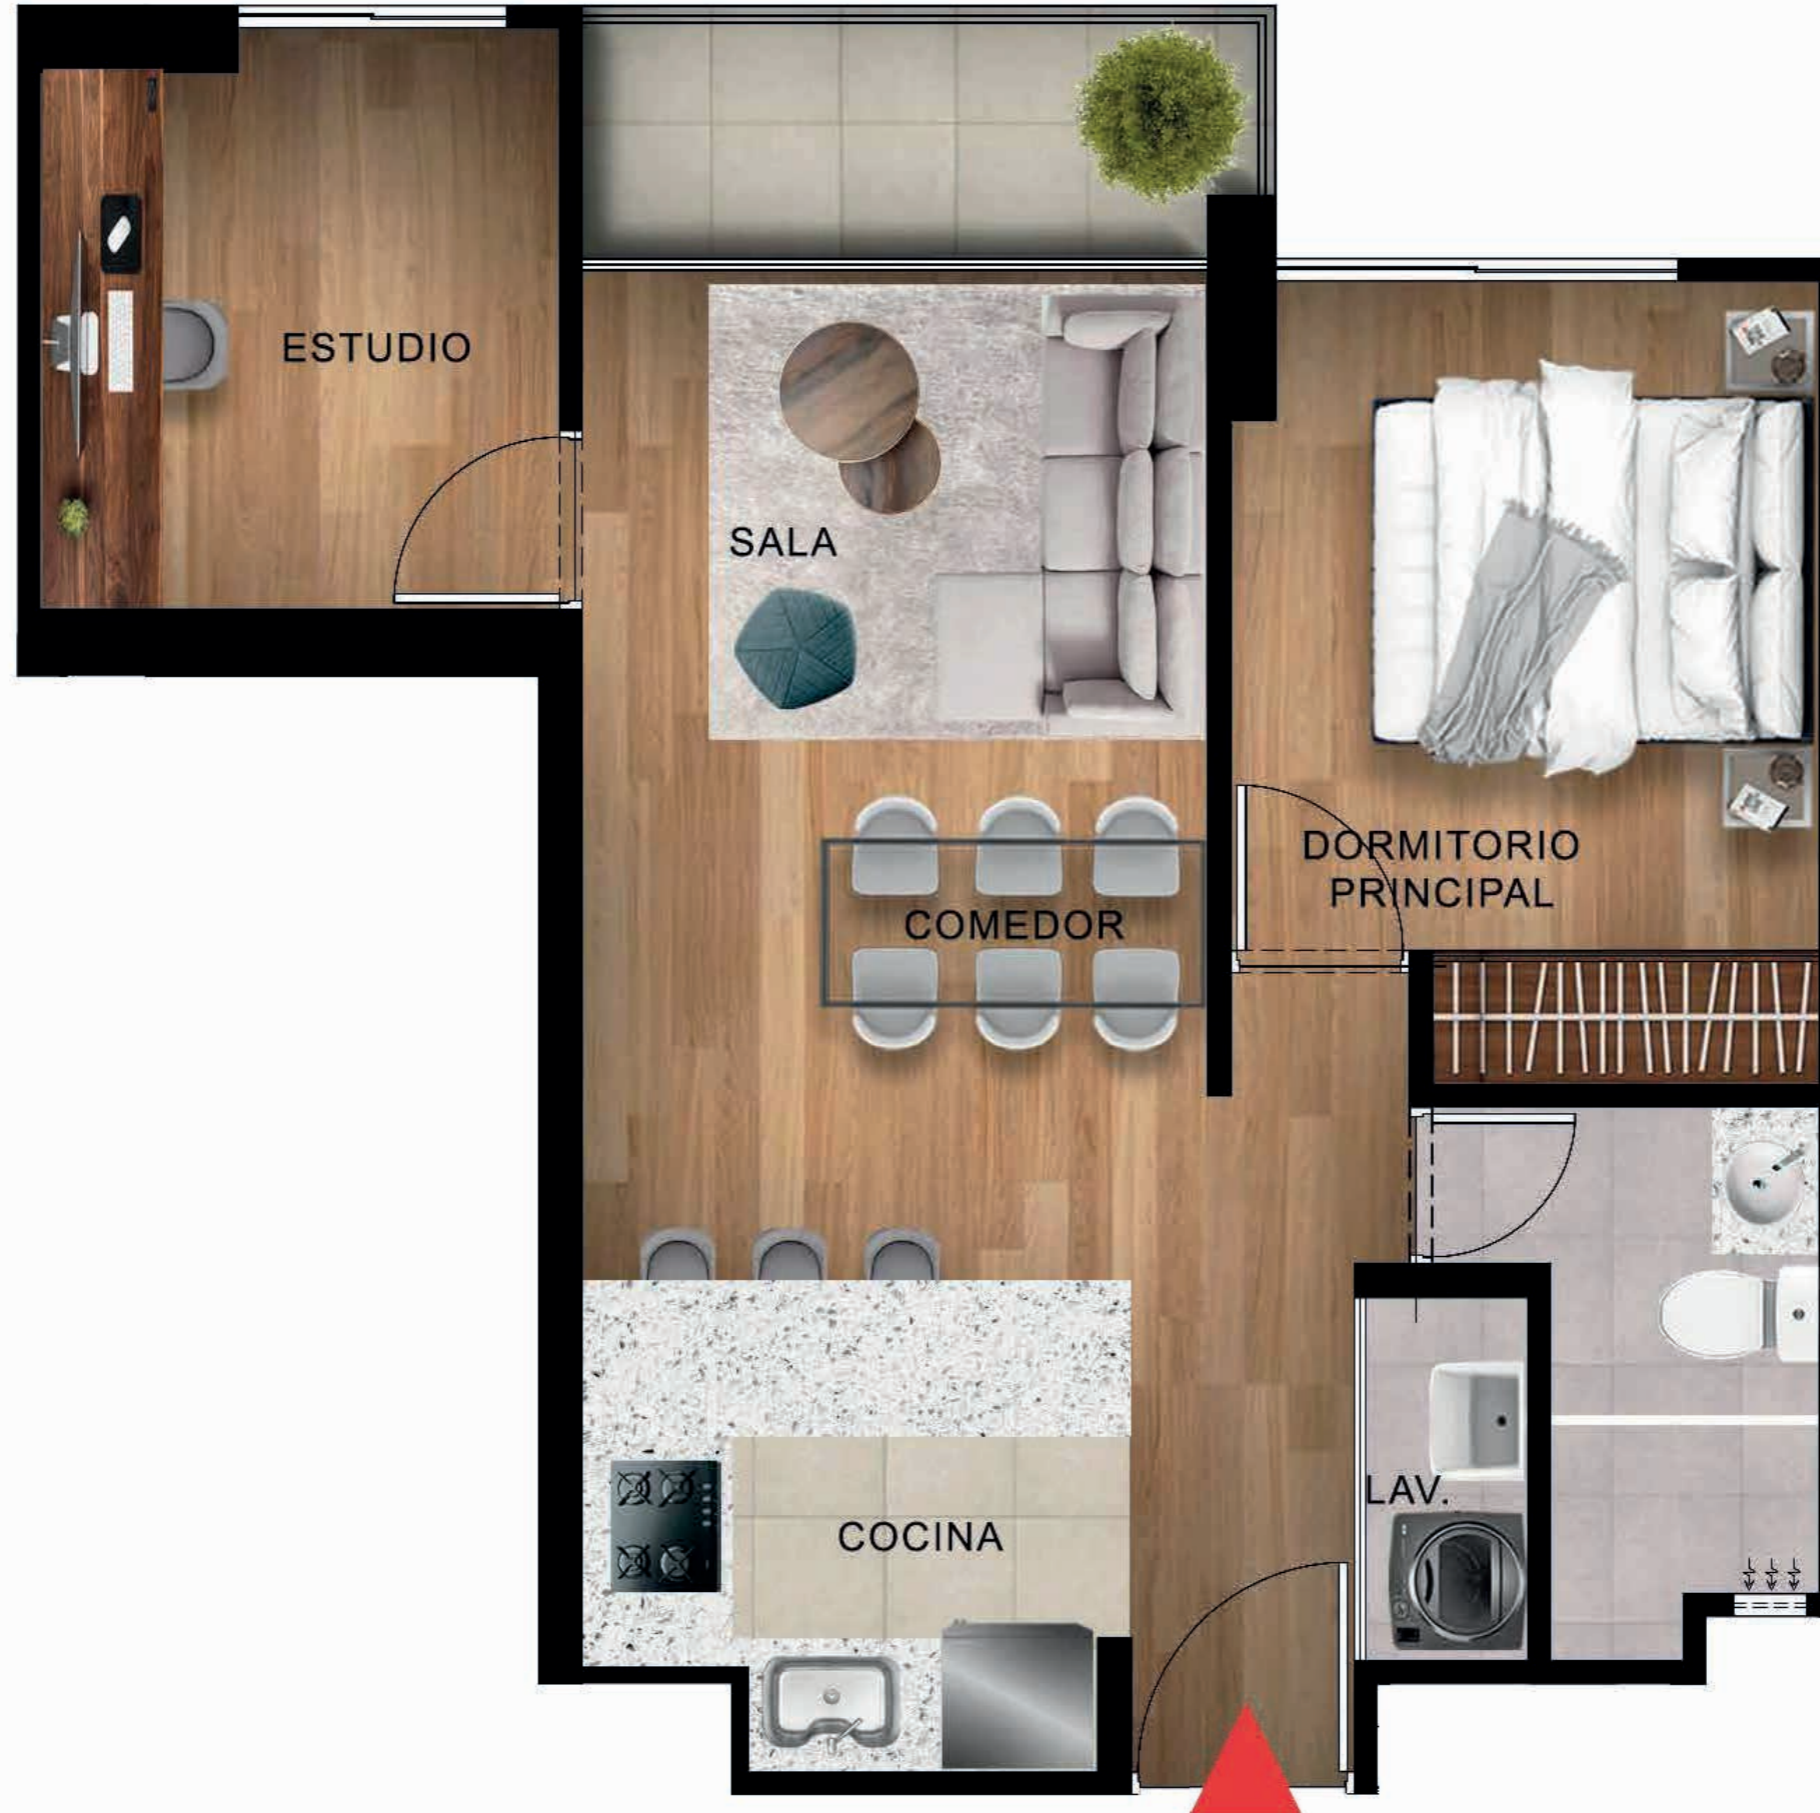 ESTUDIO
SALA
DORMITORIO
PRINCIPAL
COMEDOR
LAV.
COCINA